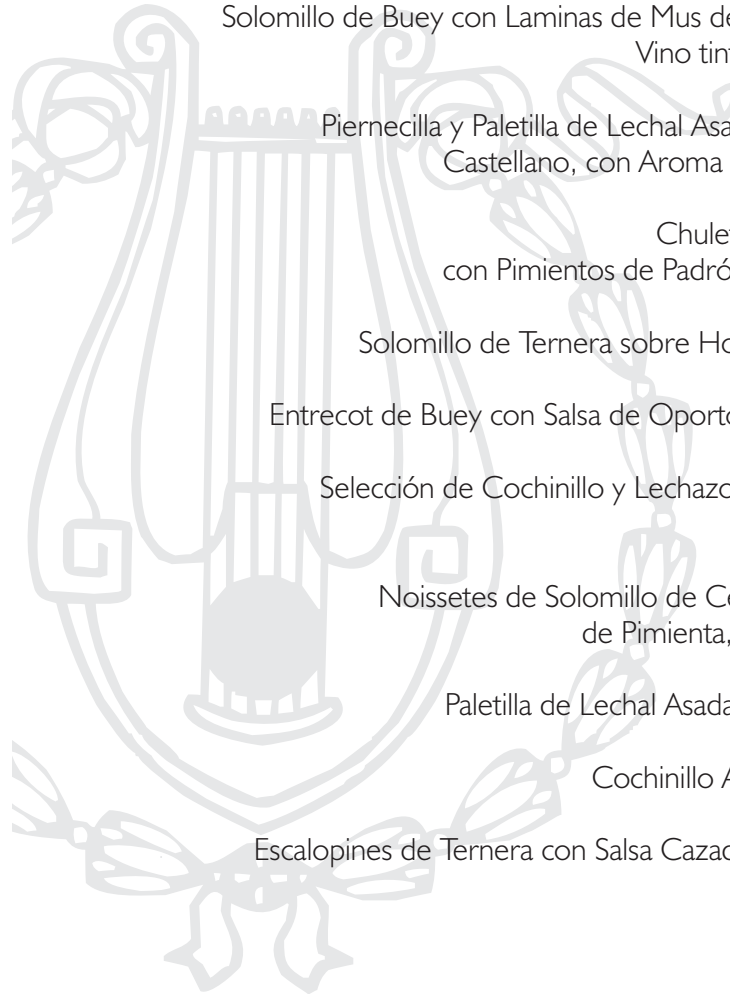 Solomillo de Buey con Laminas de Mus de
Vino tin
Piernecilla y Paletilla de Lechal Asa
Castellano, con Aroma
Chule
con Pimientos de Padró
Solomillo de Ternera sobre Ho
Entrecot de Buey con Salsa de Oporto
Selección de Cochinillo y Lechazo
Noissetes de Solomillo de Ce
de Pimienta,
Paletilla de Lechal Asada
Cochinillo A
Escalopines de Ternera con Salsa Cazad